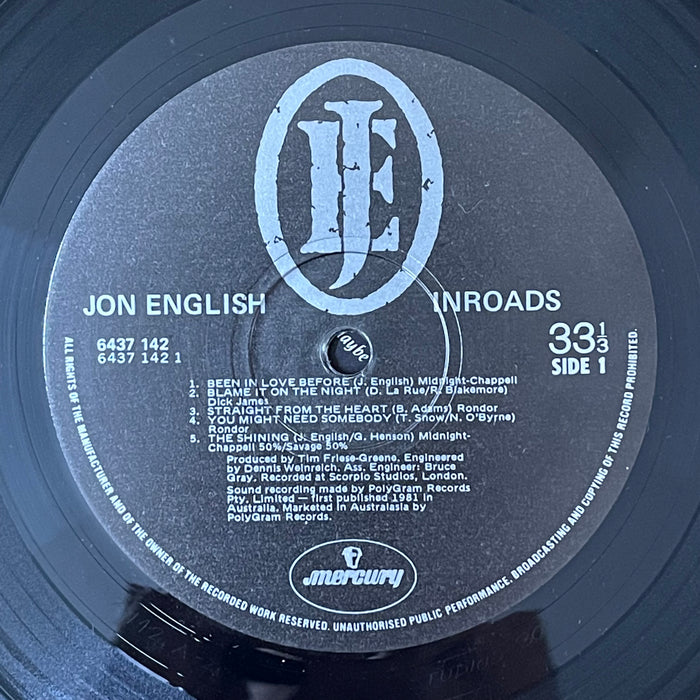 JE
JON ENGLISH
INROADS
6437 142
6437 142 1
33⅓
SIDE 1
aybe
1. BEEN IN LOVE BEFORE (J. English) Midnight-Chappell
2. BLAME IT ON THE NIGHT (D. La Rue/R. Blakemore)
Dick James
3. STRAIGHT FROM THE HEART (B. Adams) Rondor
4. YOU MIGHT NEED SOMEBODY (T. Snow/N. O'Byrne)
Rondor
5. THE SHINING (J. English/G. Henson) Midnight-
Chappell 50%/Savage 50%
Produced by Tim Friese-Greene, Engineered
by Dennis Weinreich, Ass. Engineer: Bruce
Gray. Recorded at Scorpio Studios, London.
Sound recording made by PolyGram Records
Pty. Limited — first published 1981 in
Australia. Marketed in Australasia by
PolyGram Records.
mercury
ALL RIGHTS OF THE MANUFACTURER AND OF THE OWNER OF THE RECORDED WORK RESERVED. UNAUTHORISED PUBLIC PERFORMANCE, BROADCASTING AND COPYING OF THIS RECORD PROHIBITED.